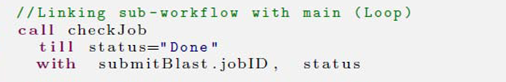 //Linking sub-workflow with main (Loop)
call checkJob
till status="Done"
with submitBlast.jobID, status